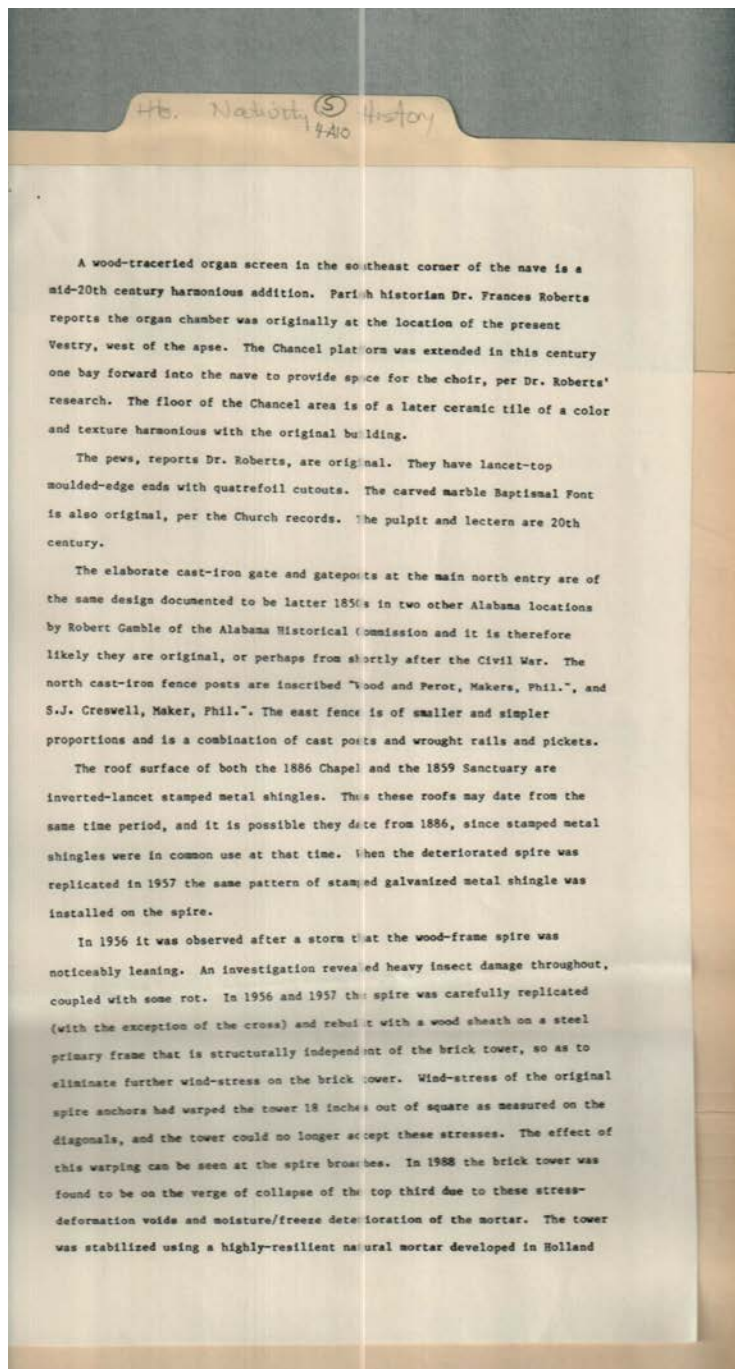 Hb. Nativity (5) History
4-A10
A wood-traceried organ screen in the southeast corner of the nave is a
mid-20th century harmonious addition. Parish historian Dr. Frances Roberts
reports the organ chamber was originally at the location of the present
Vestry, west of the apse. The Chancel platform was extended in this century
one bay forward into the nave to provide space for the choir, per Dr. Roberts'
research. The floor of the Chancel area is of a later ceramic tile of a color
and texture harmonious with the original building.
The pews, reports Dr. Roberts, are original. They have lancet-top
moulded-edge ends with quatrefoil cutouts. The carved marble Baptismal Font
is also original, per the Church records. The pulpit and lectern are 20th
century.
The elaborate cast-iron gate and gateposts at the main north entry are of
the same design documented to be latter 1850s in two other Alabama locations
by Robert Gamble of the Alabama Historical Commission and it is therefore
likely they are original, or perhaps from shortly after the Civil War. The
north cast-iron fence posts are inscribed "Wood and Perot, Makers, Phil.", and
S.J. Creswell, Maker, Phil.". The east fence is of smaller and simpler
proportions and is a combination of cast posts and wrought rails and pickets.
The roof surface of both the 1886 Chapel and the 1859 Sanctuary are
inverted-lancet stamped metal shingles. Thus these roofs may date from the
same time period, and it is possible they date from 1886, since stamped metal
shingles were in common use at that time. When the deteriorated spire was
replicated in 1957 the same pattern of stamped galvanized metal shingle was
installed on the spire.
In 1956 it was observed after a storm that the wood-frame spire was
noticeably leaning. An investigation revealed heavy insect damage throughout,
coupled with some rot. In 1956 and 1957 the spire was carefully replicated
(with the exception of the cross) and rebuilt with a wood sheath on a steel
primary frame that is structurally independent of the brick tower, so as to
eliminate further wind-stress on the brick tower. Wind-stress of the original
spire anchors had warped the tower 18 inches out of square as measured on the
diagonals, and the tower could no longer accept these stresses. The effect of
this warping can be seen at the spire broaches. In 1988 the brick tower was
found to be on the verge of collapse of the top third due to these stress-
deformation voids and moisture/freeze deterioration of the mortar. The tower
was stabilized using a highly-resilient natural mortar developed in Holland